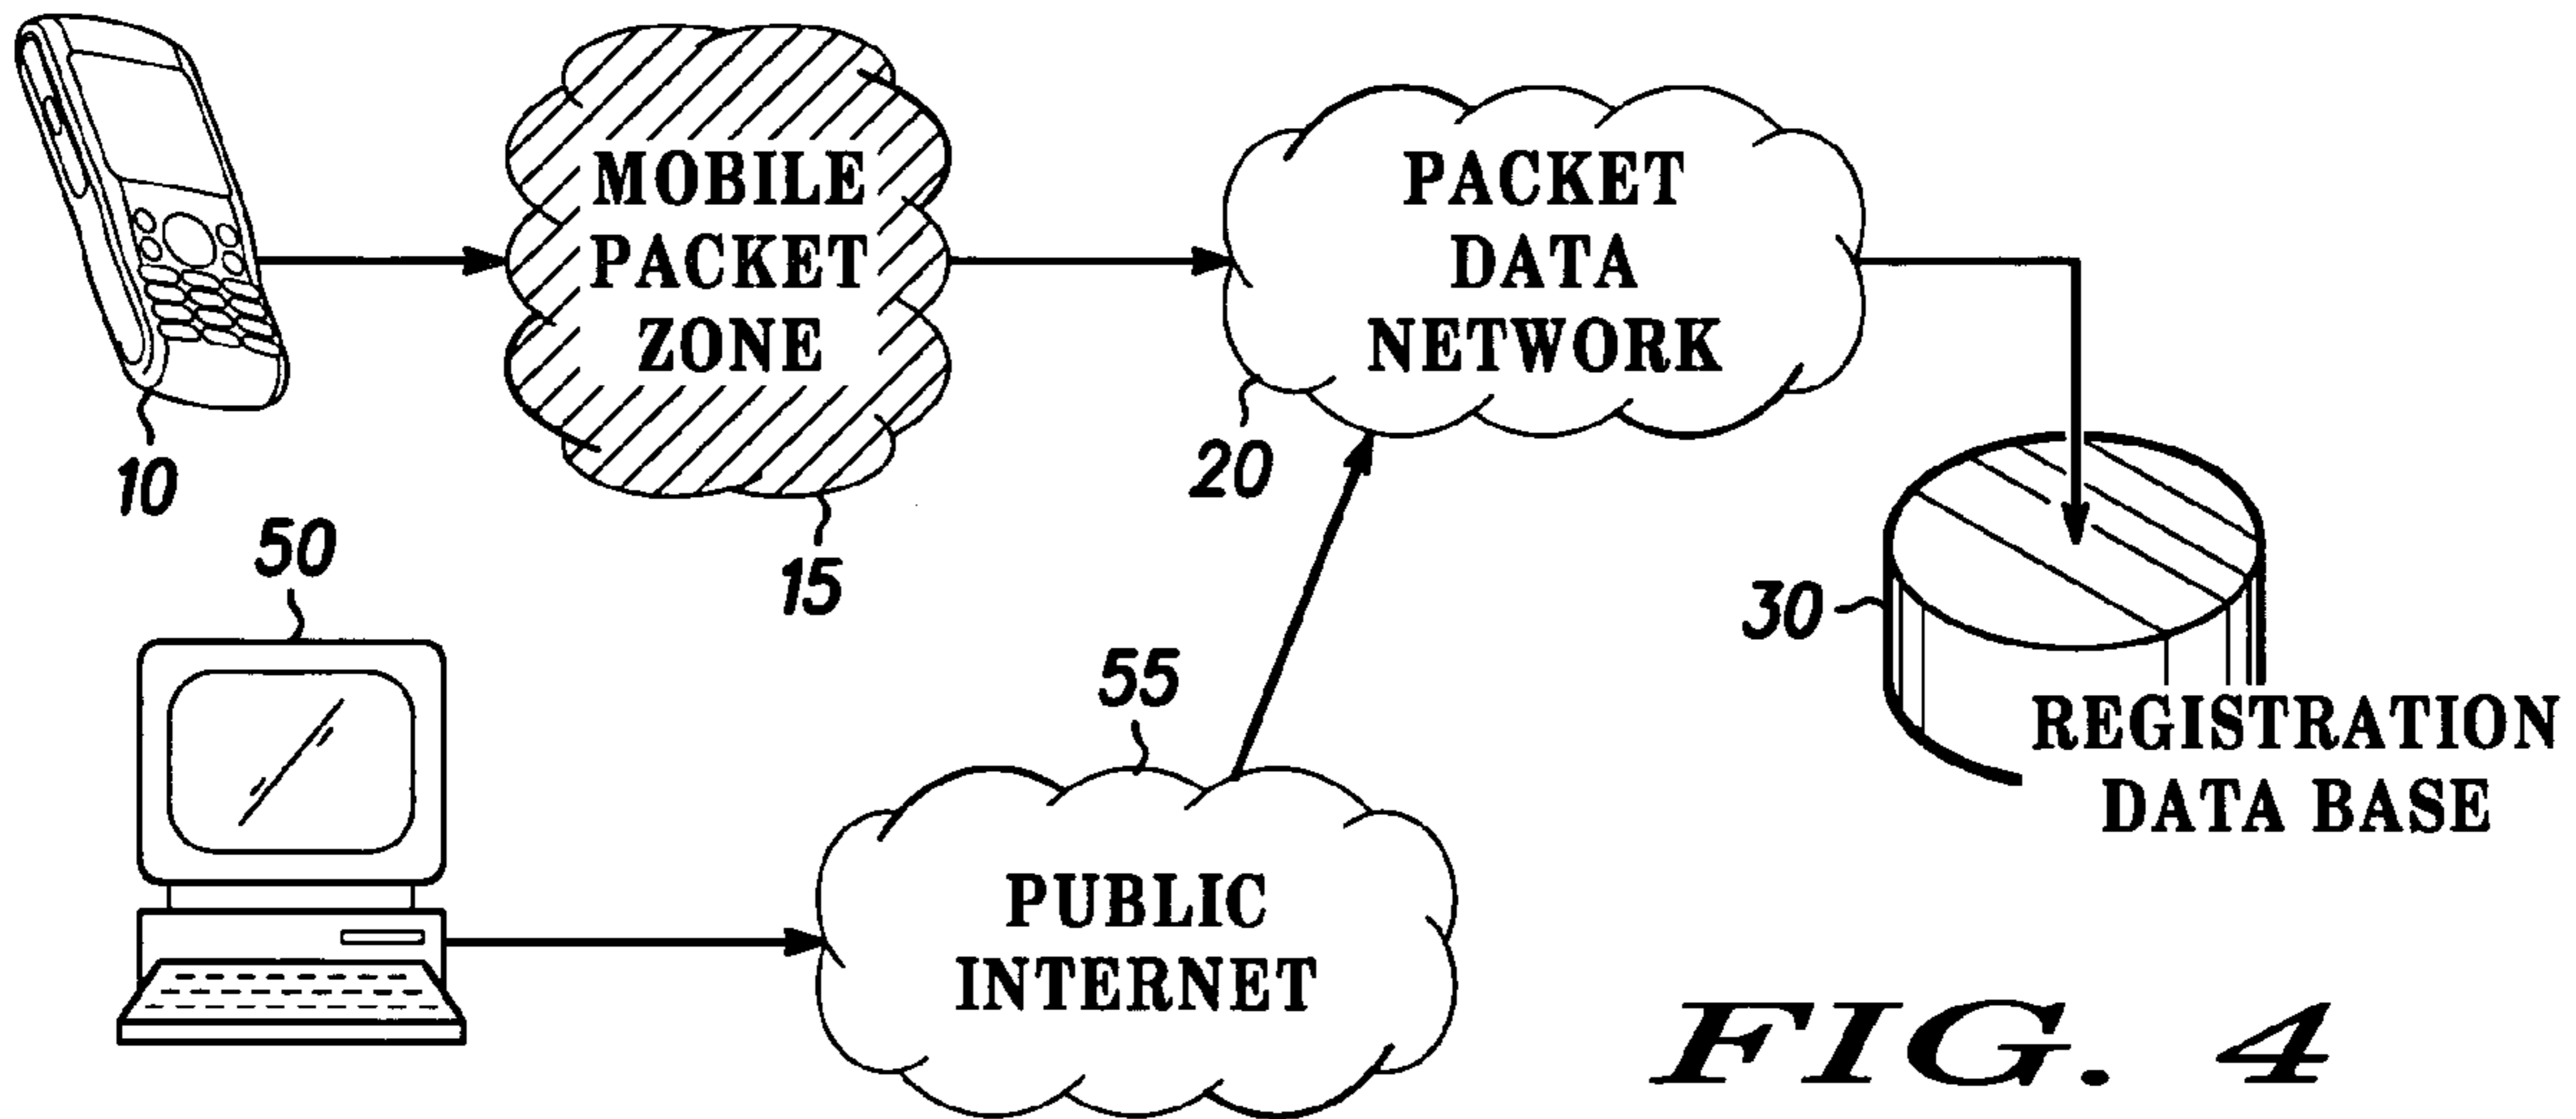 MOBILE
PACKET
ZONE
PACKET
DATA
NETWORK
10
20
15
50
30
55
REGISTRATION
DATA BASE
PUBLIC
INTERNET
FIG. 4